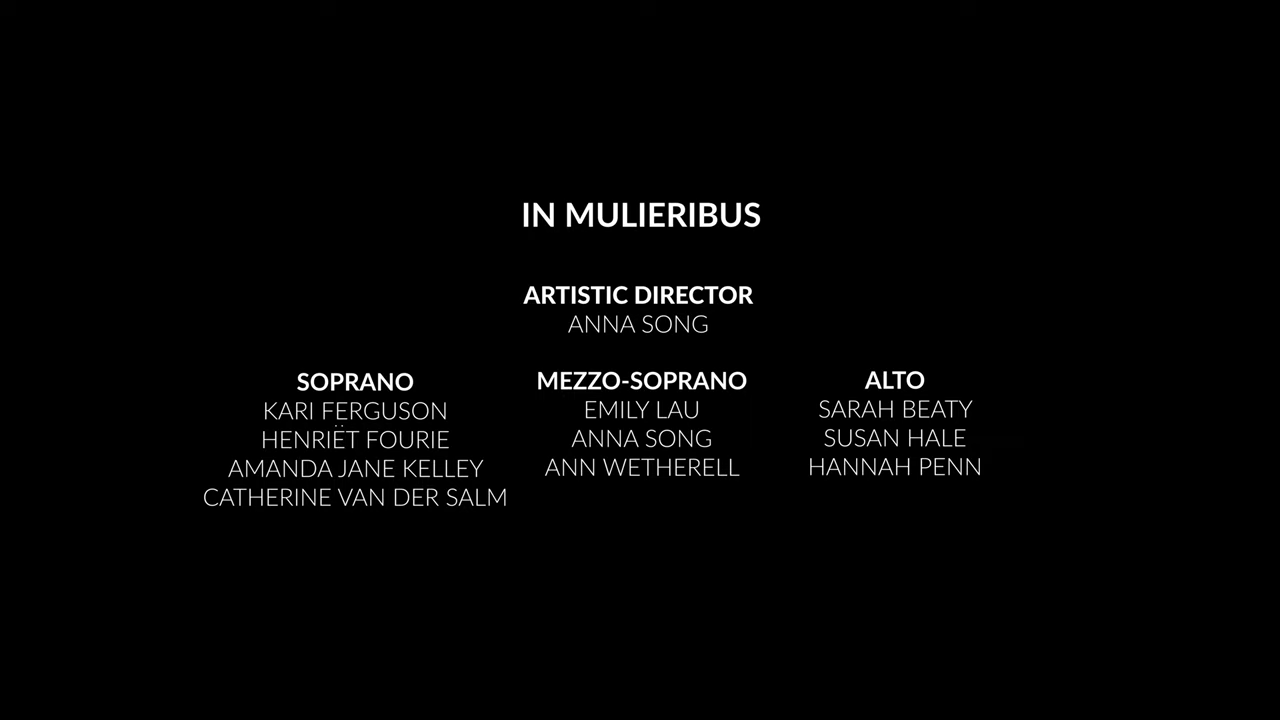 IN MULIERIBUS
ARTISTIC DIRECTOR
ANNA SONG
SOPRANO
KARI FERGUSON
HENRIËT FOURIE
AMANDA JANE KELLEY
CATHERINE VAN DER SALM
MEZZO-SOPRANO
EMILY LAU
ANNA SONG
ANN WETHERELL
ALTO
SARAH BEATY
SUSAN HALE
HANNAH PENN